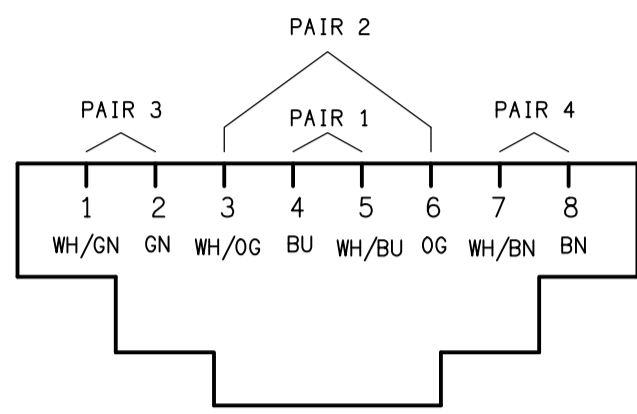 PAIR 2
PAIR 3 PAIR 1 PAIR 4
1 2 3 4 5 6 7 8
WH/GN GN WH/OG BU WH/BU OG WH/BN BN